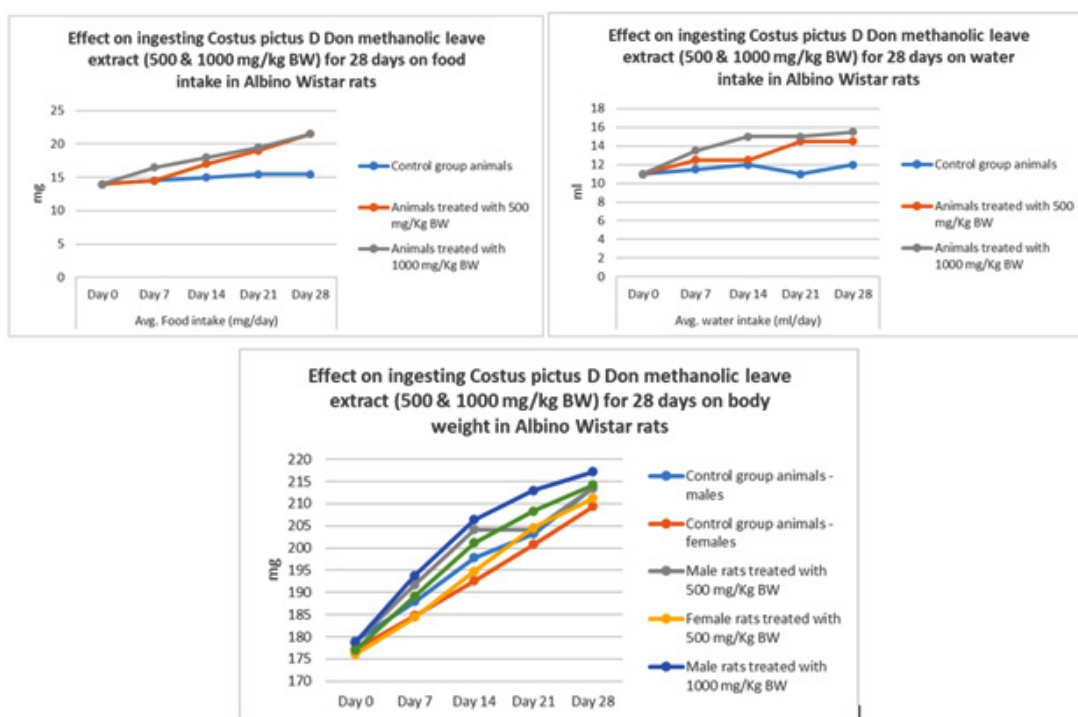 Effect on ingesting Costus pictus D Don methanolic leave
extract (500 & 1000 mg/kg BW) for 28 days on food
intake in Albino Wistar rats
25
20
15
10
5
0
mg
Day 0 Day 7 Day 14 Day 21 Day 28
Avg. Food intake (mg/day)
Control group animals
Animals treated with 500
mg/Kg BW
Animals treated with
1000 mg/Kg BW
Effect on ingesting Costus pictus D Don methanolic leave
extract (500 & 1000 mg/kg BW) for 28 days on water
intake in Albino Wistar rats
18
16
14
12
10
8
6
4
2
0
ml
Day 0 Day 7 Day 14 Day 21 Day 28
Avg. water intake (ml/day)
Control group animals
Animals treated with 500
mg/Kg BW
Animals treated with
1000 mg/Kg BW
Effect on ingesting Costus pictus D Don methanolic leave
extract (500 & 1000 mg/kg BW) for 28 days on body
weight in Albino Wistar rats
220
215
210
205
200
195
190
185
180
175
170
mg
Day 0 Day 7 Day 14 Day 21 Day 28
Control group animals -
males
Control group animals -
females
Male rats treated with
500 mg/Kg BW
Female rats treated with
500 mg/Kg BW
Male rats treated with
1000 mg/Kg BW